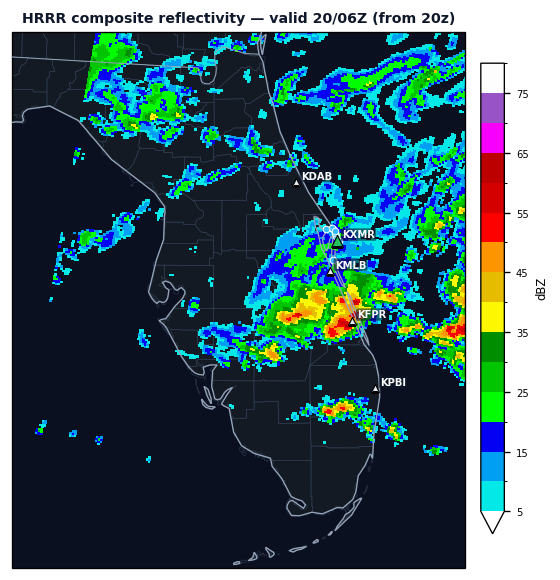 HRRR composite reflectivity — valid 20/06Z (from 20z)
KDAB
KXMR
KMLB
KFPR
KPBI
75
65
55
45
35
25
15
5
dBZ